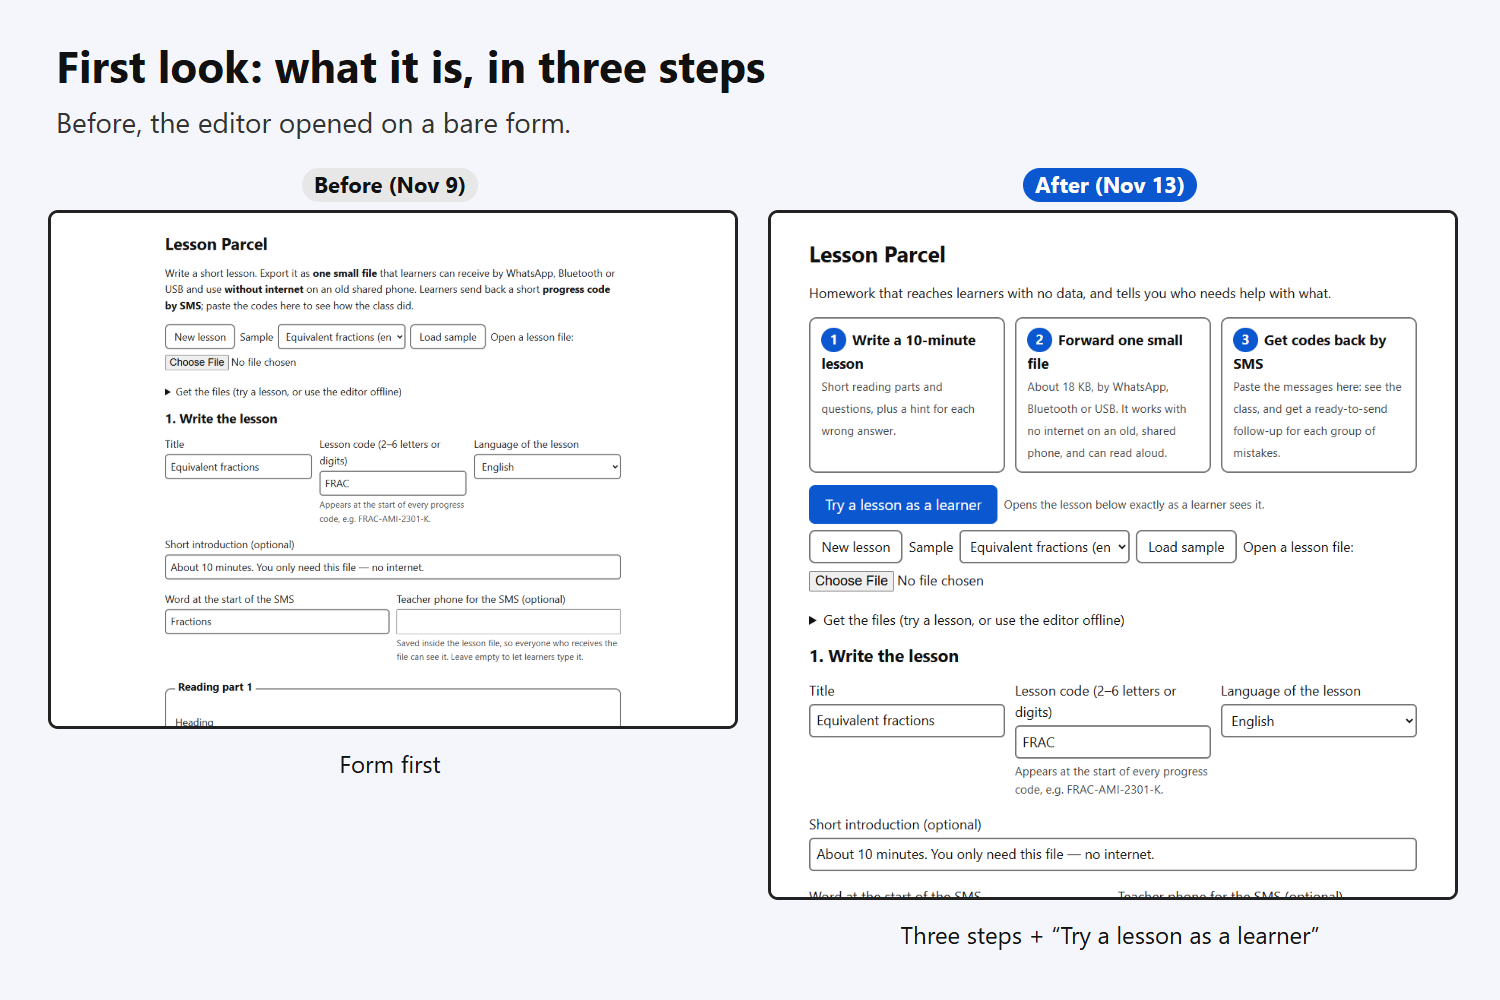 First look: what it is, in three steps
Before, the editor opened on a bare form.
Before (Nov 9)
Lesson Parcel
Write a short lesson. Export it as one small file that learners can receive by WhatsApp, Bluetooth or
USB and use without internet on an old shared phone. Learners send back a short progress code
by SMS; paste the codes here to see how the class did.
New lesson Sample Equivalent fractions (en Load sample Open a lesson file:
Choose File No file chosen
Get the files (try a lesson, or use the editor offline)
1. Write the lesson
Title
Equivalent fractions
Lesson code (2–6 letters or
digits)
FRAC
Appears at the start of every progress
code, e.g. FRAC-AMI-2301-K.
Language of the lesson
English
Short introduction (optional)
About 10 minutes. You only need this file — no internet.
Word at the start of the SMS
Fractions
Teacher phone for the SMS (optional)
Saved inside the lesson file, so everyone who receives the
file can see it. Leave empty to let learners type it.
Reading part 1
Heading
Form first
After (Nov 13)
Lesson Parcel
Homework that reaches learners with no data, and tells you who needs help with what.
1 Write a 10-minute
lesson
Short reading parts and
questions, plus a hint for each
wrong answer.
2 Forward one small
file
About 18 KB, by WhatsApp,
Bluetooth or USB. It works with
no internet on an old, shared
phone, and can read aloud.
3 Get codes back by
SMS
Paste the messages here: see the
class, and get a ready-to-send
follow-up for each group of
mistakes.
Try a lesson as a learner Opens the lesson below exactly as a learner sees it.
New lesson Sample Equivalent fractions (en Load sample Open a lesson file:
Choose File No file chosen
Get the files (try a lesson, or use the editor offline)
1. Write the lesson
Title
Equivalent fractions
Lesson code (2–6 letters or
digits)
FRAC
Appears at the start of every progress
code, e.g. FRAC-AMI-2301-K.
Language of the lesson
English
Short introduction (optional)
About 10 minutes. You only need this file — no internet.
Word at the start of the SMS Teacher phone for the SMS (optional)
Three steps + “Try a lesson as a learner”